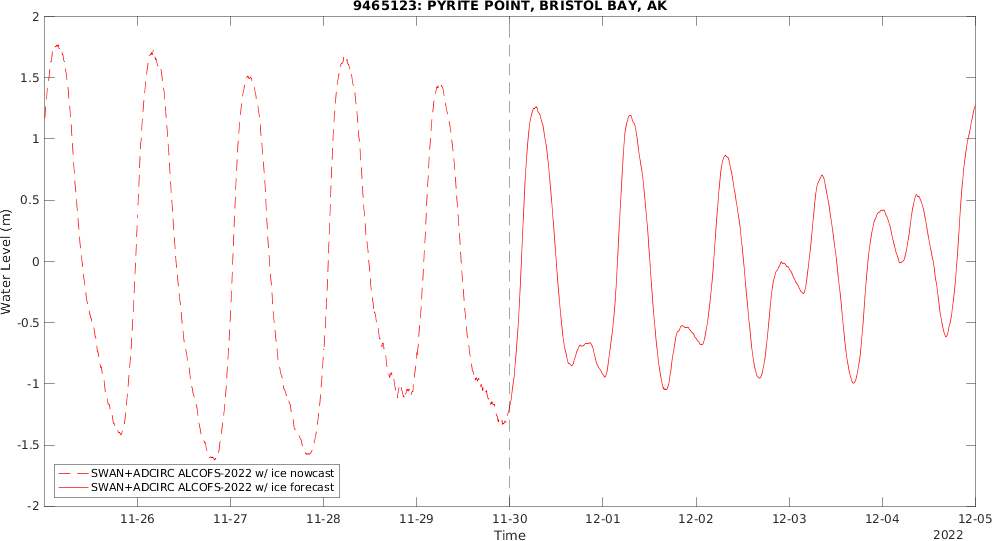 9465123: PYRITE POINT, BRISTOL BAY, AK
2
1.5
1
0.5
0
-0.5
-1
-1.5
-2
Water Level (m)
SWAN+ADCIRC ALCOFS-2022 w/ ice nowcast
SWAN+ADCIRC ALCOFS-2022 w/ ice forecast
11-26 11-27 11-28 11-29 11-30 12-01 12-02 12-03 12-04 12-05
Time
2022